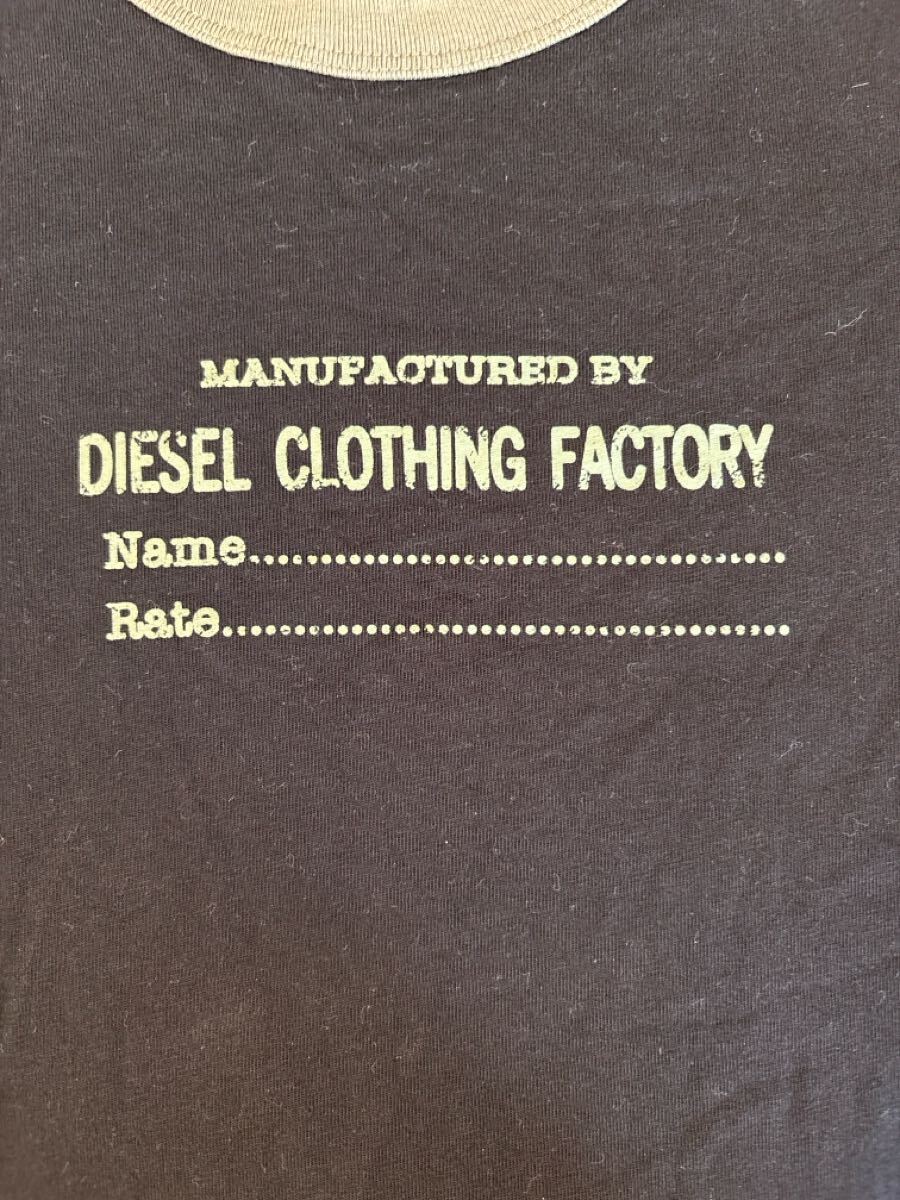 MANUFACTURED BY
DIESEL CLOTHING FACTORY
Name......................................
Rate........................................